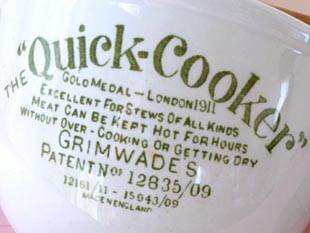 THE "Quick-Cooker"
GOLD MEDAL - LONDON 1911
EXCELLENT FOR STEWS OF ALL KINDS
MEAT CAN BE KEPT HOT FOR HOURS
WITHOUT OVER-COOKING OR GETTING DRY
GRIMWADES
PATENT Nos 12835/09
12161/11 - 15043/09
MADE IN ENGLAND